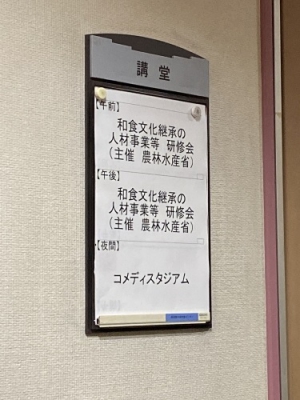 講堂
【午前】
和食文化継承の
人材事業等 研修会
(主催 農林水産省)
【午後】
和食文化継承の
人材事業等 研修会
(主催 農林水産省)
【夜間】
コメディスタジアム